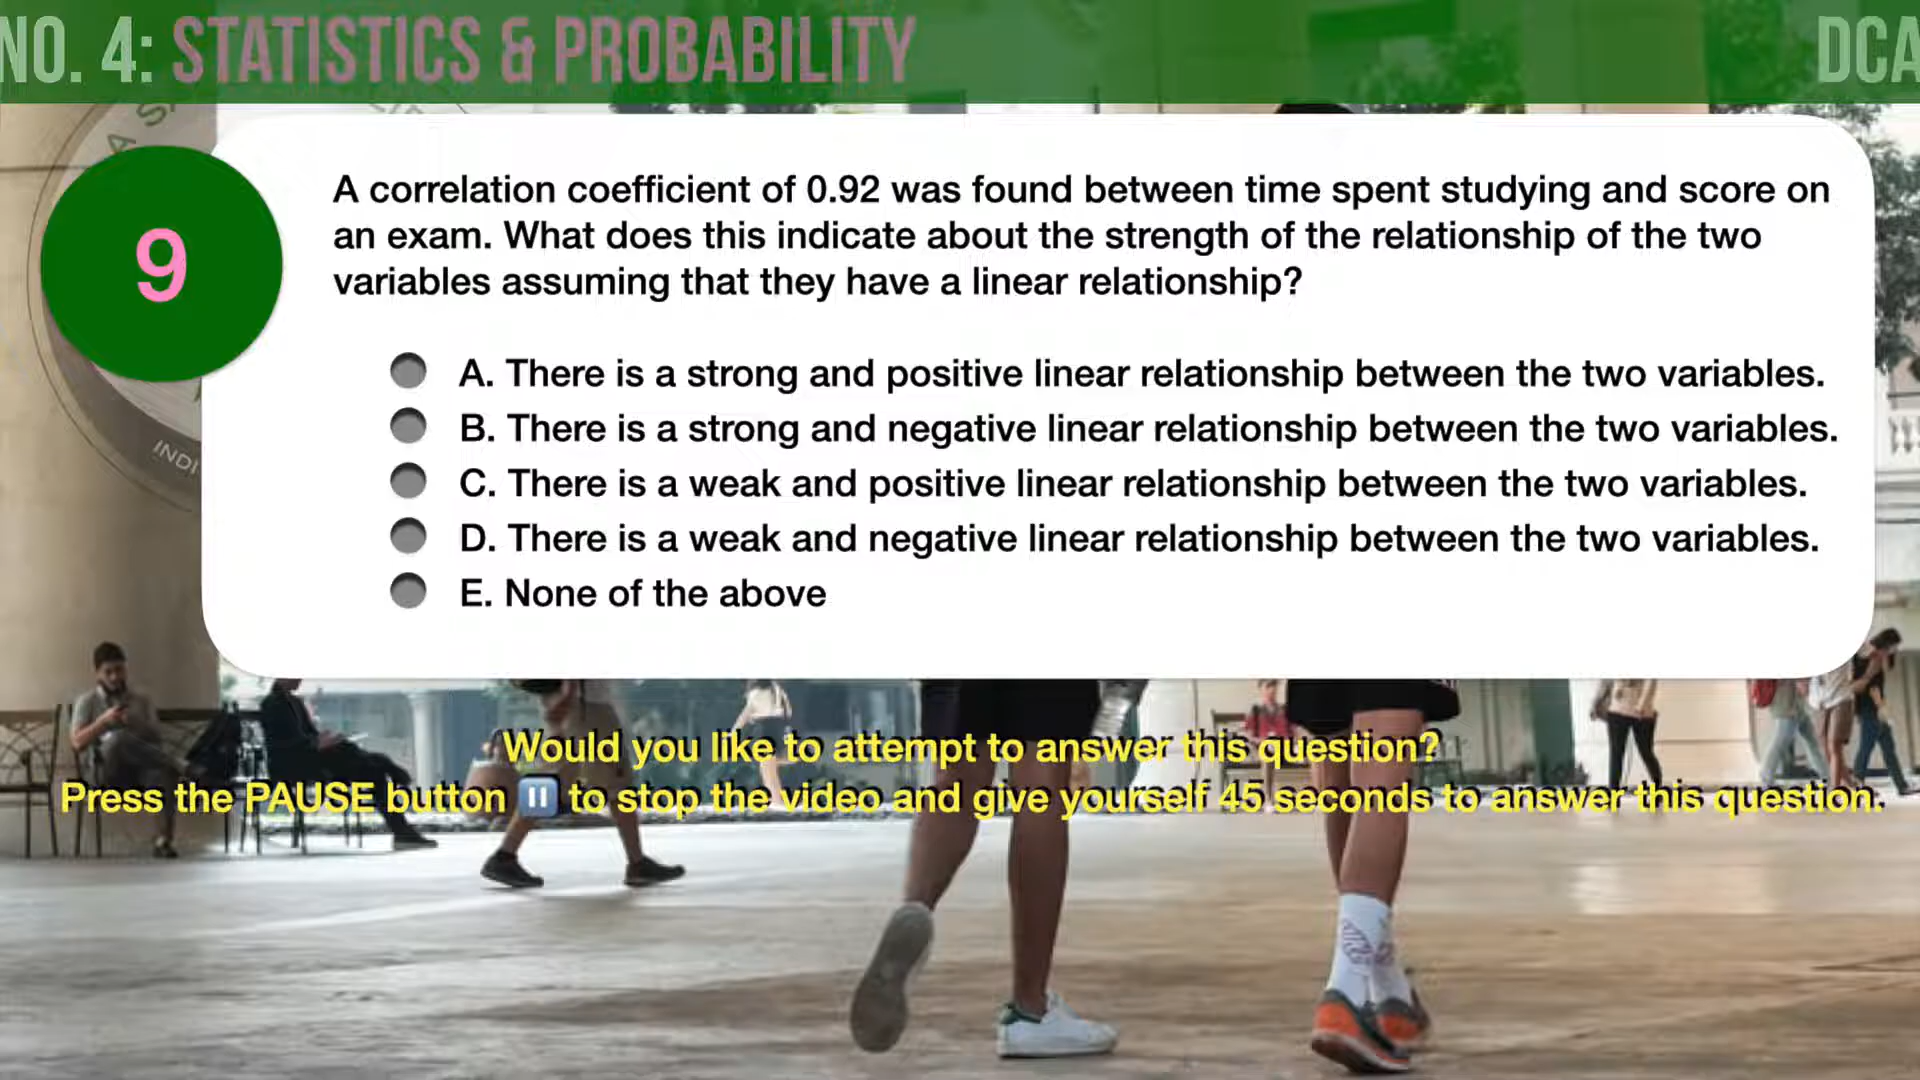 NO. 4: STATISTICS & PROBABILITY
DCA
9
A correlation coefficient of 0.92 was found between time spent studying and score on
an exam. What does this indicate about the strength of the relationship of the two
variables assuming that they have a linear relationship?
A. There is a strong and positive linear relationship between the two variables.
B. There is a strong and negative linear relationship between the two variables.
C. There is a weak and positive linear relationship between the two variables.
D. There is a weak and negative linear relationship between the two variables.
E. None of the above
INDI
Would you like to attempt to answer this question?
Press the PAUSE button ⏸ to stop the video and give yourself 45 seconds to answer this question.